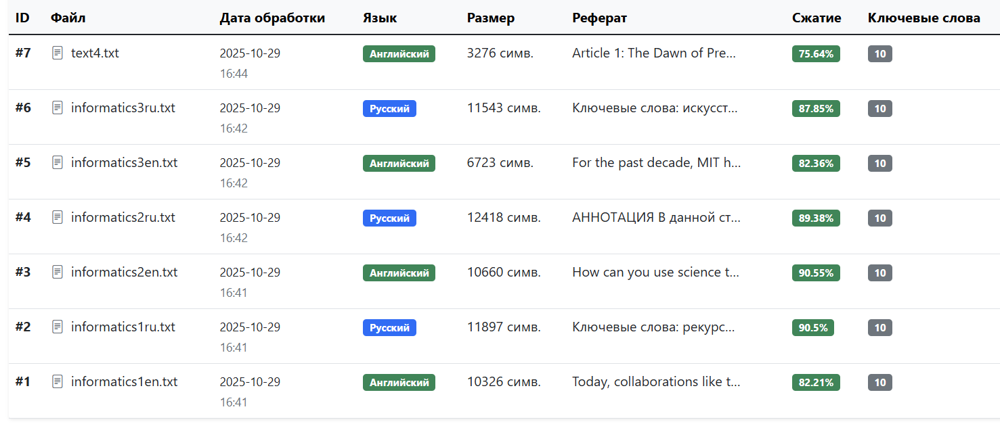 ID Файл Дата обработки Язык Размер Реферат Сжатие Ключевые слова
#7 text4.txt 2025-10-29 Английский 3276 симв. Article 1: The Dawn of Pre... 75.64% 10
16:44
#6 informatics3ru.txt 2025-10-29 Русский 11543 симв. Ключевые слова: искусст... 87.85% 10
16:42
#5 informatics3en.txt 2025-10-29 Английский 6723 симв. For the past decade, MIT h... 82.36% 10
16:42
#4 informatics2ru.txt 2025-10-29 Русский 12418 симв. АННОТАЦИЯ В данной ст... 89.38% 10
16:42
#3 informatics2en.txt 2025-10-29 Английский 10660 симв. How can you use science t... 90.55% 10
16:41
#2 informatics1ru.txt 2025-10-29 Русский 11897 симв. Ключевые слова: рекурс... 90.5% 10
16:41
#1 informatics1en.txt 2025-10-29 Английский 10326 симв. Today, collaborations like t... 82.21% 10
16:41